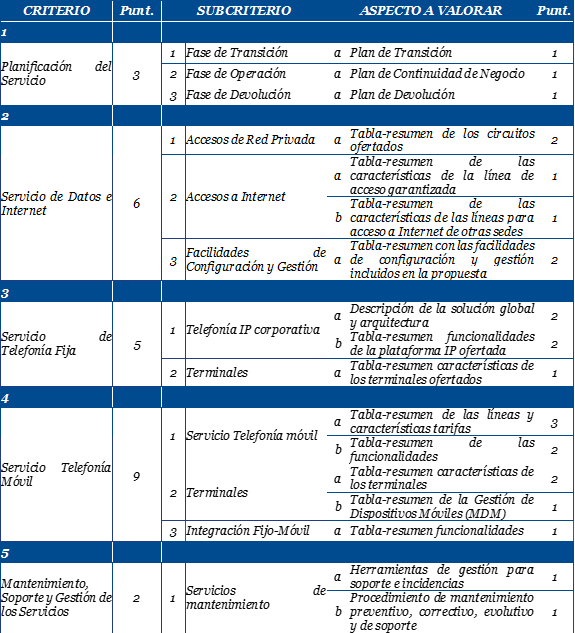 CRITERIO Punt. SUBCRITERIO ASPECTO A VALORAR Punt.
1
Planificación del Servicio 3
1 Fase de Transición a Plan de Transición 1
2 Fase de Operación a Plan de Continuidad de Negocio 1
3 Fase de Devolución a Plan de Devolución 1
2
Servicio de Datos e Internet 6
1 Accesos de Red Privada a Tabla-resumen de los circuitos ofertados 2
2 Accesos a Internet a Tabla-resumen de las características de la línea de acceso garantizada 1
b Tabla-resumen de las características de las líneas para acceso a Internet de otras sedes 1
3 Facilidades de Configuración y Gestión a Tabla-resumen con las facilidades de configuración y gestión incluidos en la propuesta 2
3
Servicio de Telefonía Fija 5
1 Telefonía IP corporativa a Descripción de la solución global y arquitectura 2
b Tabla-resumen funcionalidades de la plataforma IP ofertada 2
2 Terminales a Tabla-resumen características de los terminales ofertados 1
4
Servicio Telefonía Móvil 9
1 Servicio Telefonía móvil a Tabla-resumen de las líneas y características tarifas 3
b Tabla-resumen de las funcionalidades 2
2 Terminales a Tabla-resumen características de los terminales 2
b Tabla-resumen de la Gestión de Dispositivos Móviles (MDM) 1
3 Integración Fijo-Móvil a Tabla-resumen funcionalidades 1
5
Mantenimiento, Soporte y Gestión de los Servicios 2
1 Servicios de mantenimiento a Herramientas de gestión para soporte e incidencias 1
b Procedimiento de mantenimiento preventivo, correctivo, evolutivo y de soporte 1